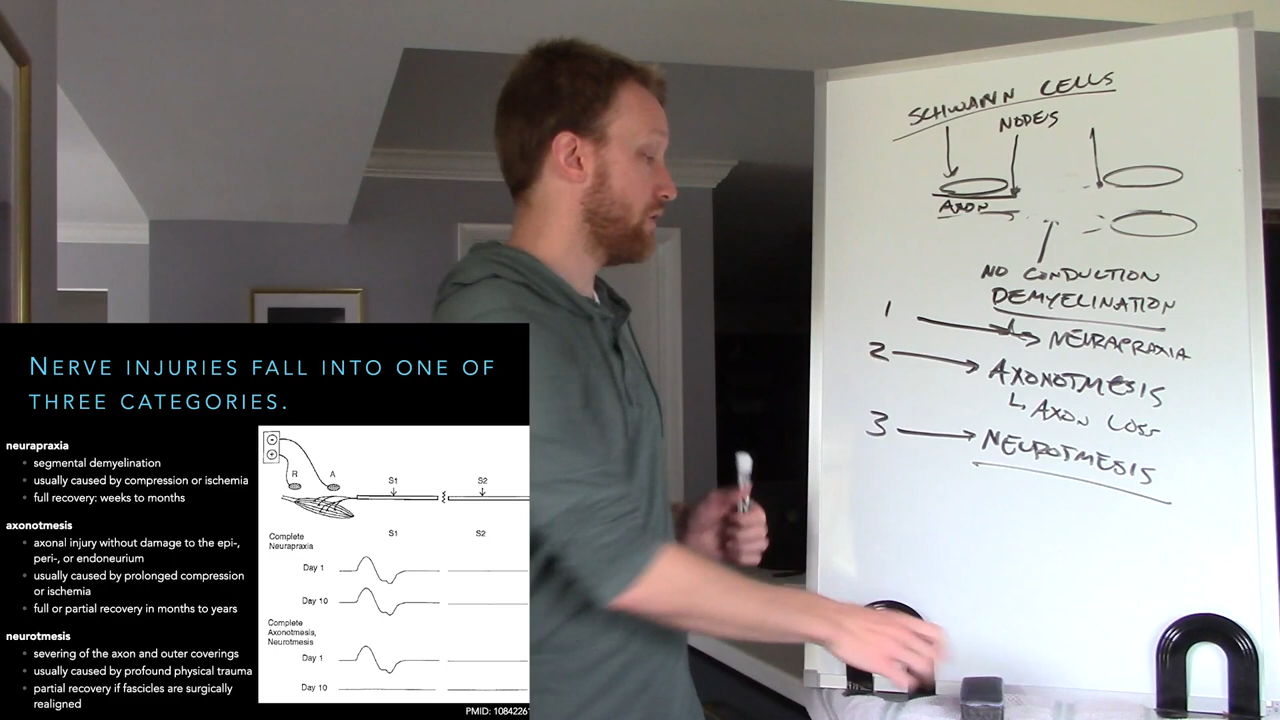 NERVE INJURIES FALL INTO ONE OF
THREE CATEGORIES.
neurapraxia
segmental demyelination
usually caused by compression or ischemia
full recovery: weeks to months
axonotmesis
axonal injury without damage to the epi-,
peri-, or endoneurium
usually caused by prolonged compression
or ischemia
full or partial recovery in months to years
neurotmesis
severing of the axon and outer coverings
usually caused by profound physical trauma
partial recovery if fascicles are surgically
realigned
R A
S1 S2
S1 S2
Complete
Neurapraxia
Day 1
Day 10
Complete
Axonotmesis,
Neurotmesis
Day 1
Day 10
PMID: 1084226
SCHWANN CELLS
NODES
AXON
NO CONDUCTION
DEMYELINATION
1 NEURAPRAXIA
2 AXONOTMESIS
AXON LOSS
3 NEUROTMESIS